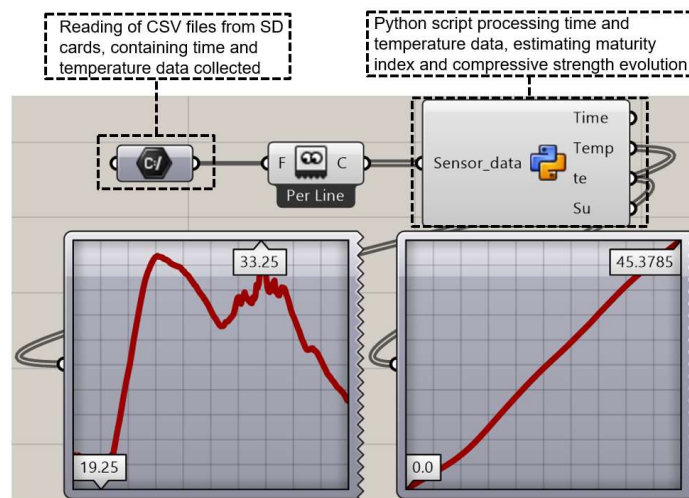 Reading of CSV files from SD
cards, containing time and
temperature data collected
Python script processing time and
temperature data, estimating maturity
index and compressive strength evolution
C:/
F C
Per Line
Sensor_data
Time
Temp
te
Su
33.25
19.25
45.3785
0.0